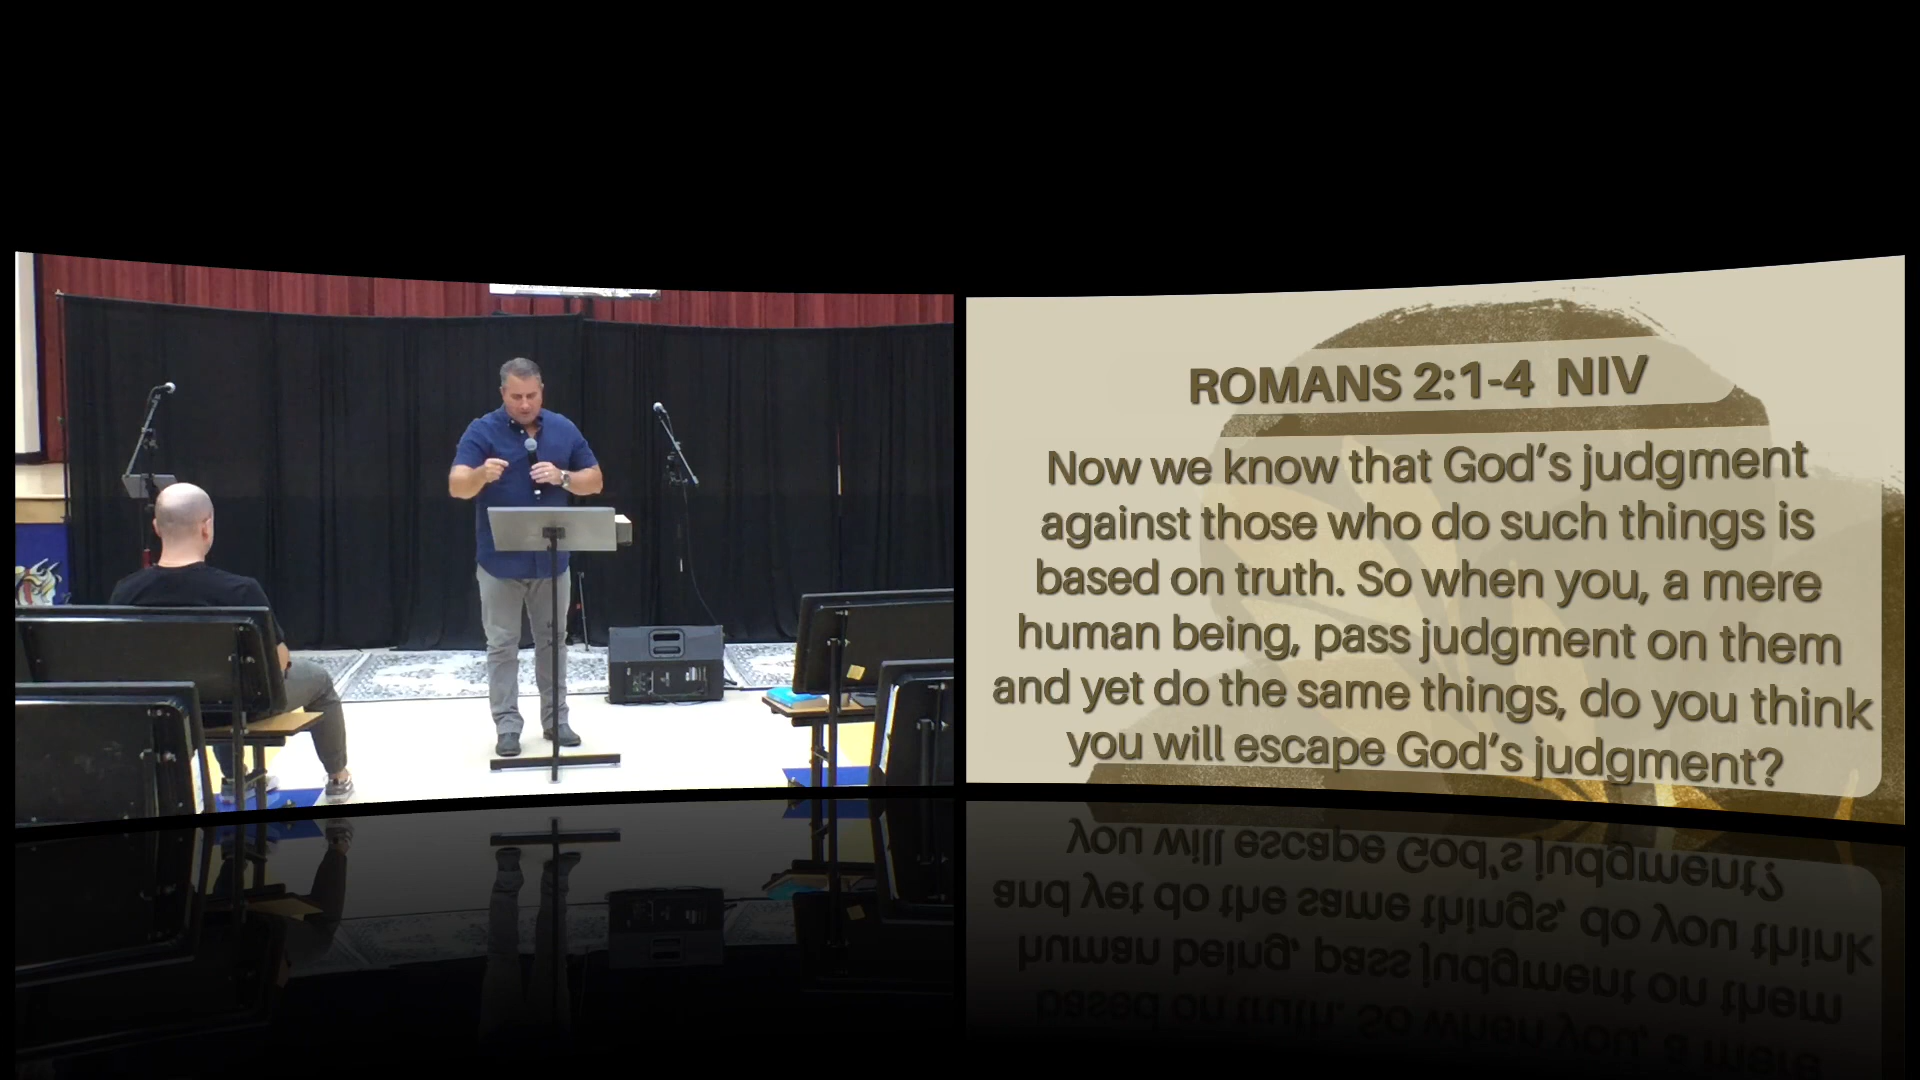 ROMANS 2:1-4 NIV
Now we know that God’s judgment
against those who do such things is
based on truth. So when you, a mere
human being, pass judgment on them
and yet do the same things, do you think
you will escape God’s judgment?